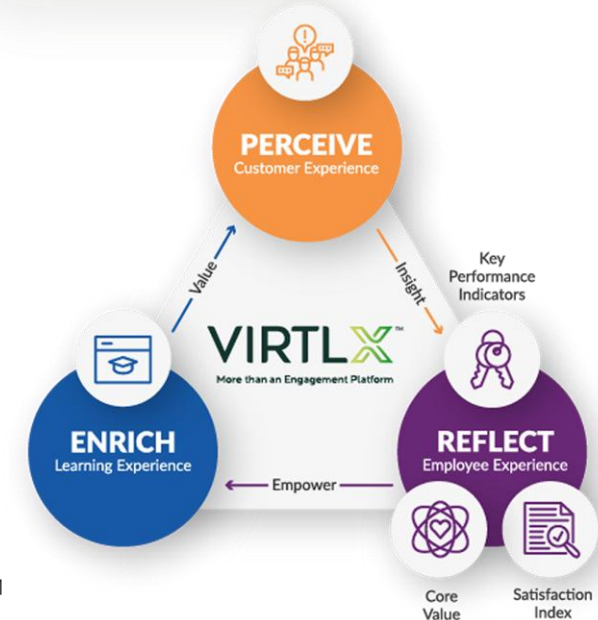 PERCEIVE
Customer Experience
Value
Insight
Key
Performance
Indicators
VIRTLX™
More than an Engagement Platform
ENRICH
Learning Experience
REFLECT
Employee Experience
Empower
Core
Value
Satisfaction
Index